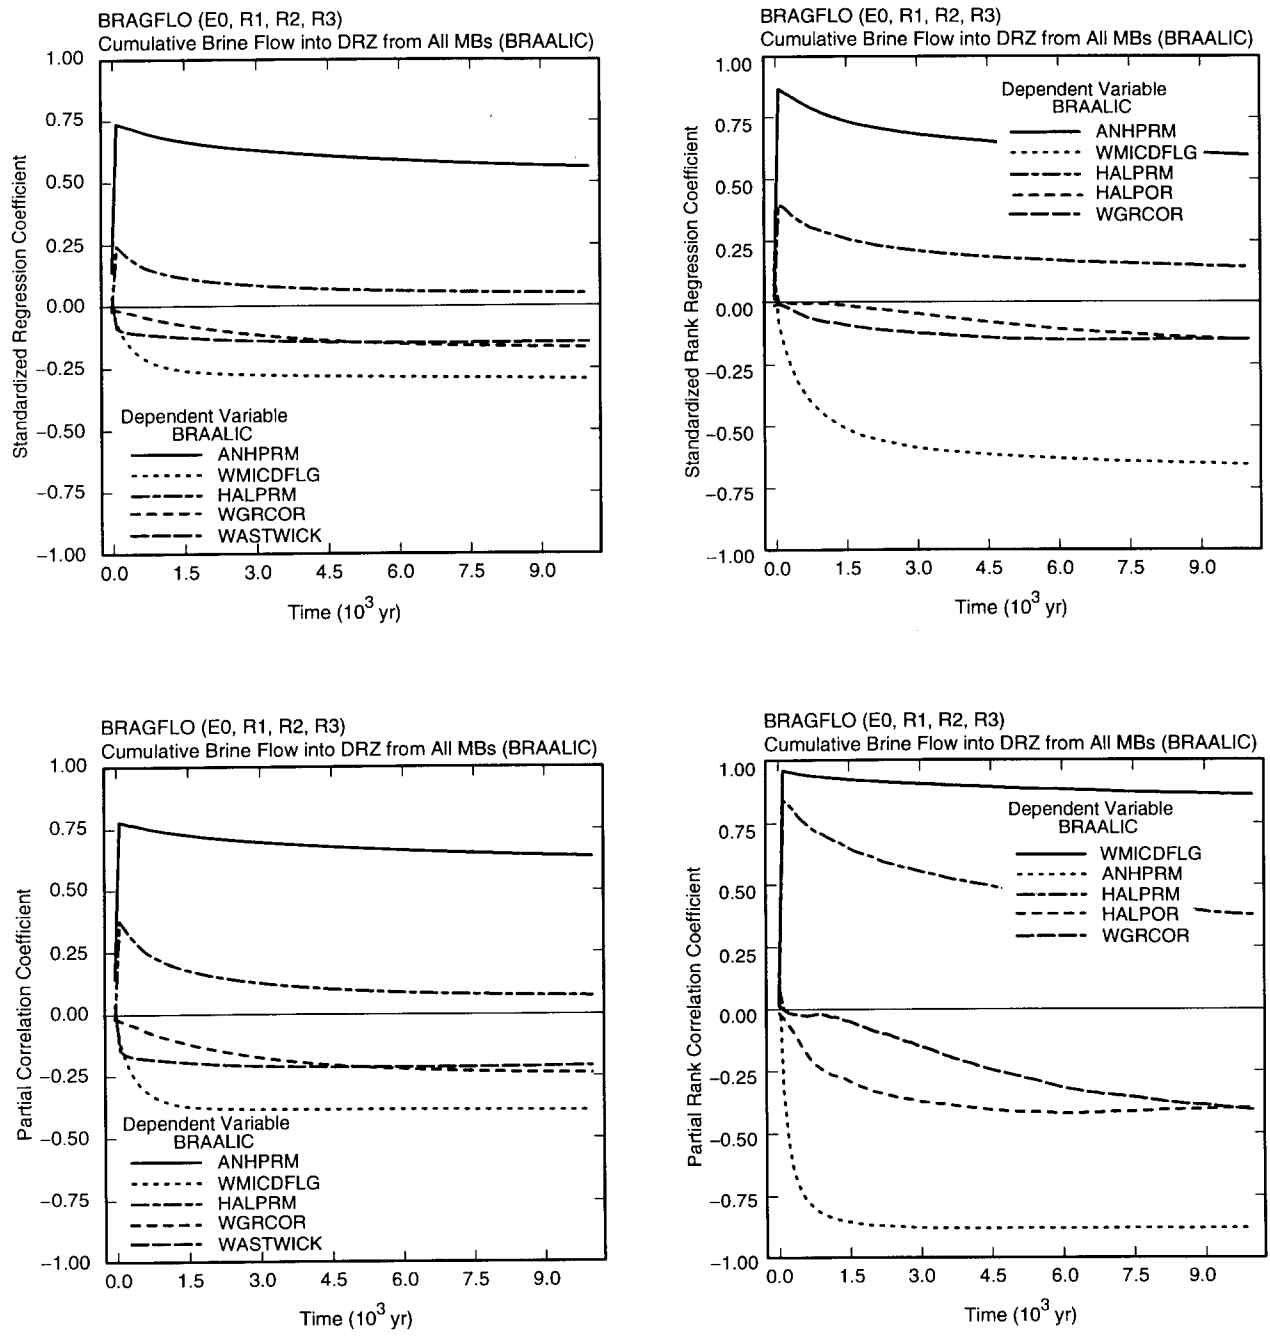 BRAGFLO (E0, R1, R2, R3)
Cumulative Brine Flow into DRZ from All MBs (BRAALIC)
1.00
0.75
0.50
0.25
0.00
−0.25
−0.50
−0.75
−1.00
Standardized Regression Coefficient
Dependent Variable
BRAALIC
ANHPRM
WMICDFLG
HALPRM
WGRCOR
WASTWICK
0.0 1.5 3.0 4.5 6.0 7.5 9.0
Time (10³ yr)
BRAGFLO (E0, R1, R2, R3)
Cumulative Brine Flow into DRZ from All MBs (BRAALIC)
1.00
0.75
0.50
0.25
0.00
−0.25
−0.50
−0.75
−1.00
Standardized Rank Regression Coefficient
Dependent Variable
BRAALIC
ANHPRM
WMICDFLG
HALPRM
HALPOR
WGRCOR
0.0 1.5 3.0 4.5 6.0 7.5 9.0
Time (10³ yr)
BRAGFLO (E0, R1, R2, R3)
Cumulative Brine Flow into DRZ from All MBs (BRAALIC)
1.00
0.75
0.50
0.25
0.00
−0.25
−0.50
−0.75
−1.00
Partial Correlation Coefficient
Dependent Variable
BRAALIC
ANHPRM
WMICDFLG
HALPRM
WGRCOR
WASTWICK
0.0 1.5 3.0 4.5 6.0 7.5 9.0
Time (10³ yr)
BRAGFLO (E0, R1, R2, R3)
Cumulative Brine Flow into DRZ from All MBs (BRAALIC)
1.00
0.75
0.50
0.25
0.00
−0.25
−0.50
−0.75
−1.00
Partial Rank Correlation Coefficient
Dependent Variable
BRAALIC
WMICDFLG
ANHPRM
HALPRM
HALPOR
WGRCOR
0.0 1.5 3.0 4.5 6.0 7.5 9.0
Time (10³ yr)